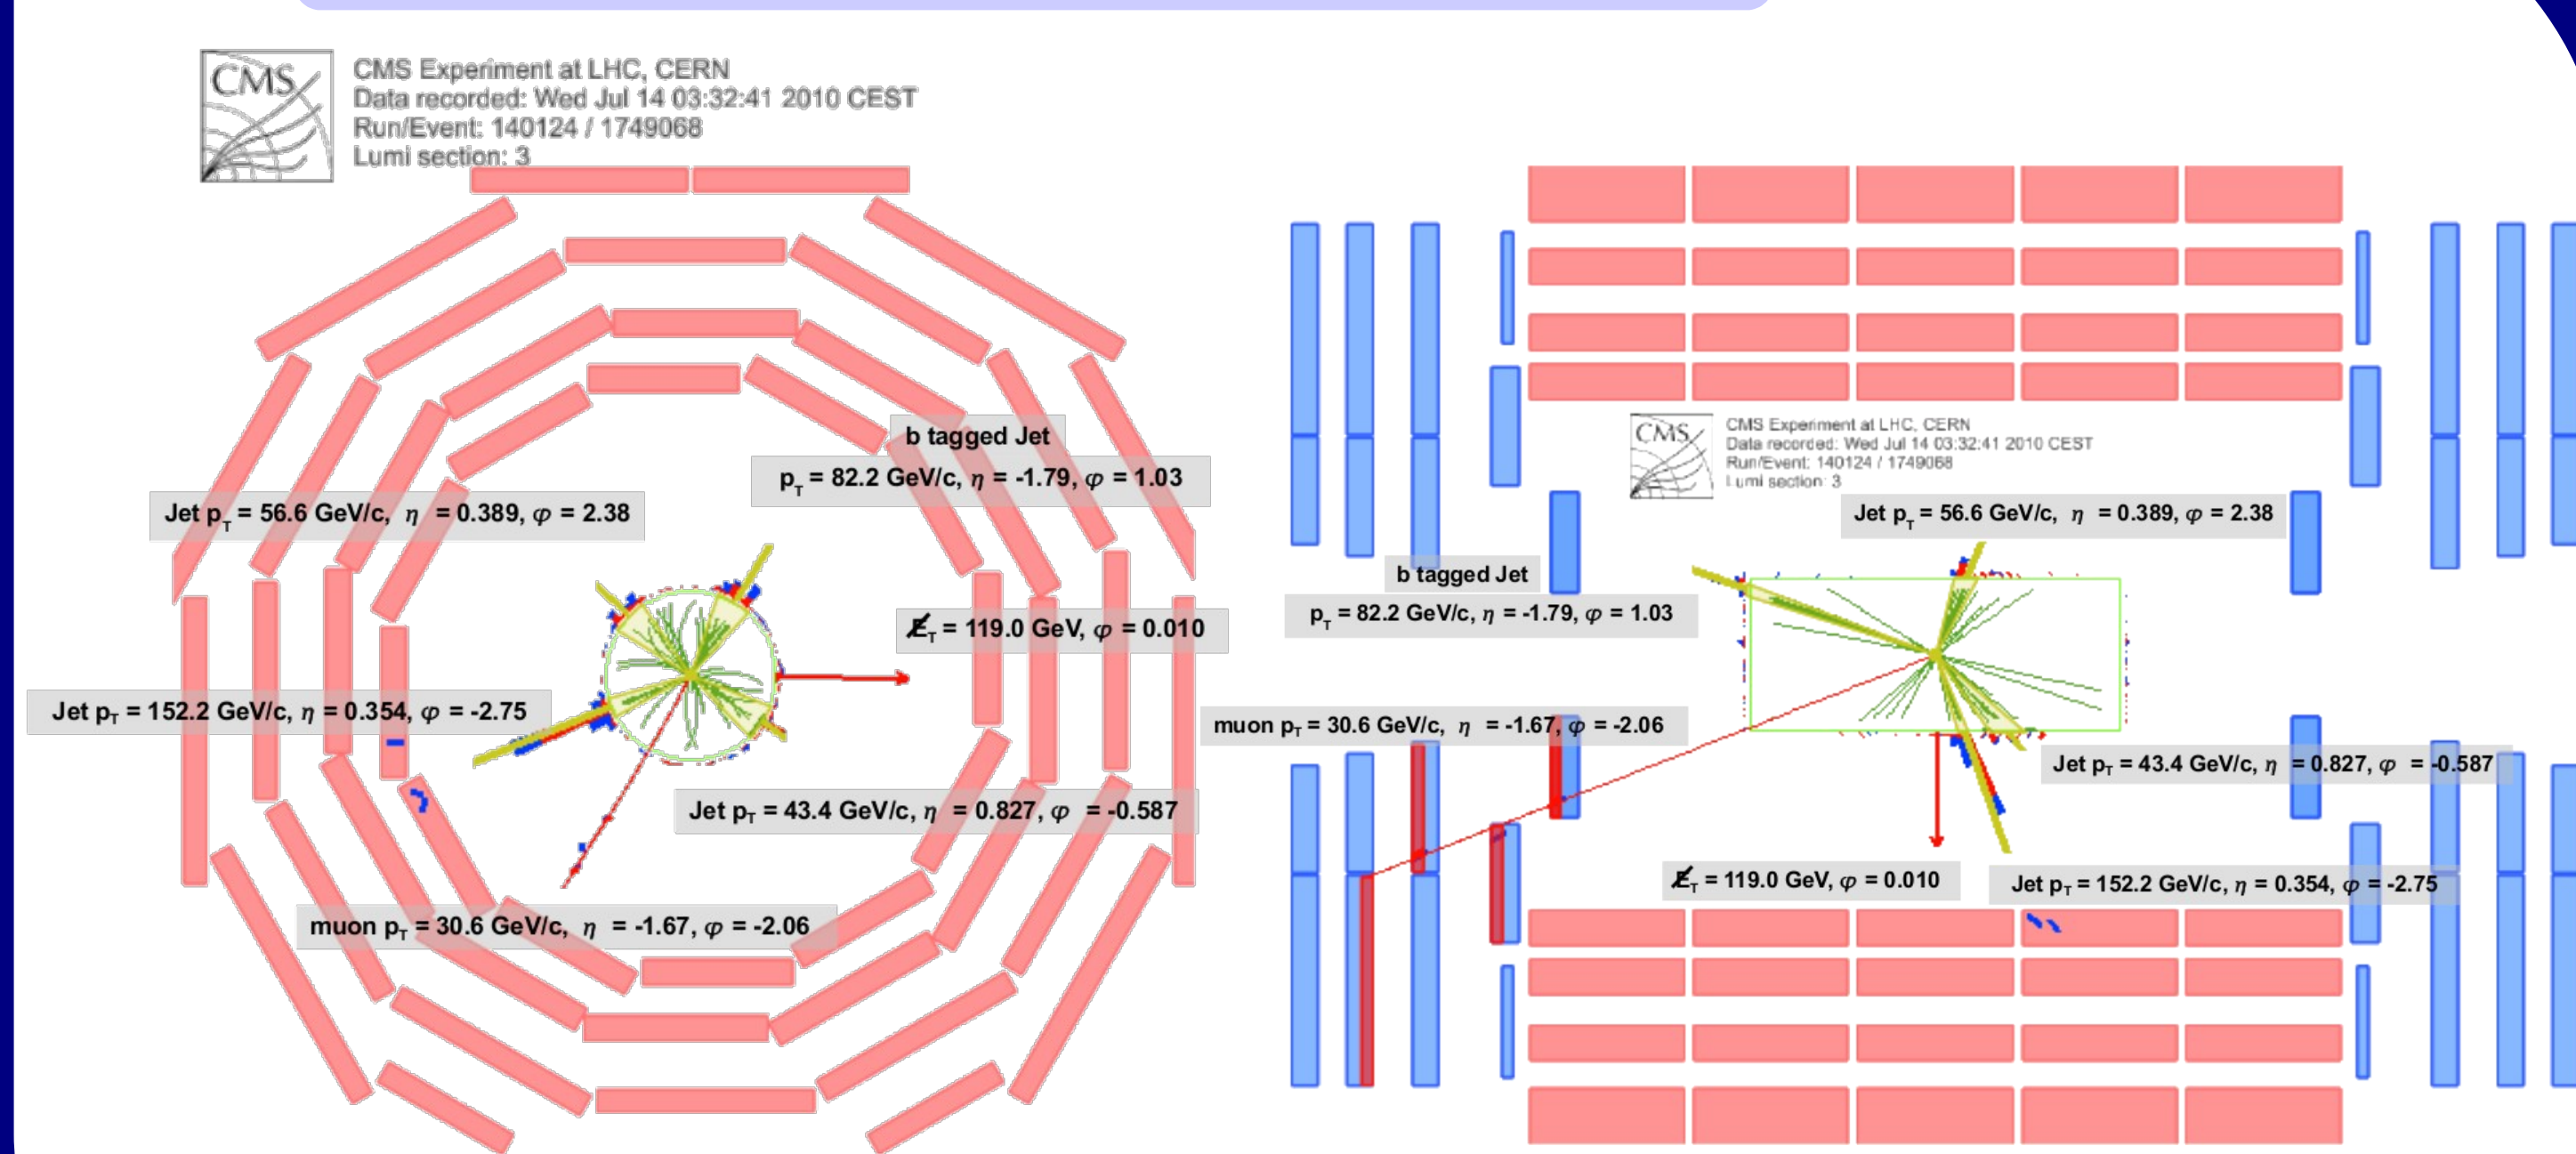 CMS
CMS Experiment at LHC, CERN
Data recorded: Wed Jul 14 03:32:41 2010 CEST
Run/Event: 140124 / 1749068
Lumi section: 3
b tagged Jet
pT = 82.2 GeV/c, η = -1.79, φ = 1.03
Jet pT = 56.6 GeV/c, η = 0.389, φ = 2.38
E̸T = 119.0 GeV, φ = 0.010
Jet pT = 152.2 GeV/c, η = 0.354, φ = -2.75
Jet pT = 43.4 GeV/c, η = 0.827, φ = -0.587
muon pT = 30.6 GeV/c, η = -1.67, φ = -2.06
CMS
CMS Experiment at LHC, CERN
Data recorded: Wed Jul 14 03:32:41 2010 CEST
Run/Event: 140124 / 1749068
Lumi section: 3
Jet pT = 56.6 GeV/c, η = 0.389, φ = 2.38
b tagged Jet
pT = 82.2 GeV/c, η = -1.79, φ = 1.03
muon pT = 30.6 GeV/c, η = -1.67, φ = -2.06
Jet pT = 43.4 GeV/c, η = 0.827, φ = -0.587
E̸T = 119.0 GeV, φ = 0.010
Jet pT = 152.2 GeV/c, η = 0.354, φ = -2.75